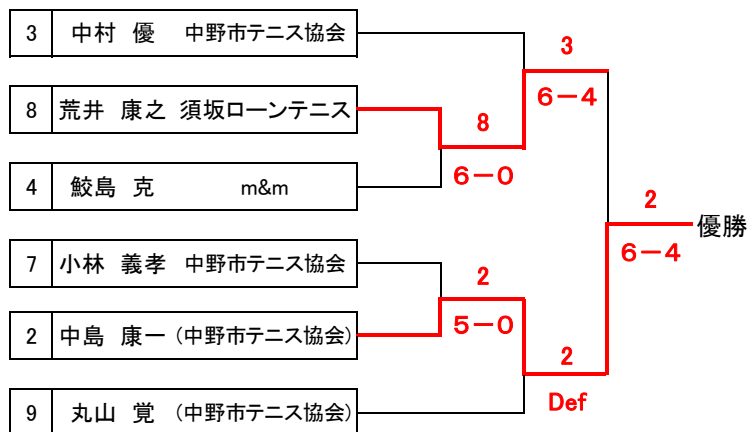 3 中村 優 中野市テニス協会
3
6-4
8 荒井 康之 須坂ローンテニス
8
6-0
4 鮫島 克 m&m
2
優勝
6-4
7 小林 義孝 中野市テニス協会
2
5-0
2 中島 康一 (中野市テニス協会)
2
Def
9 丸山 覚 (中野市テニス協会)